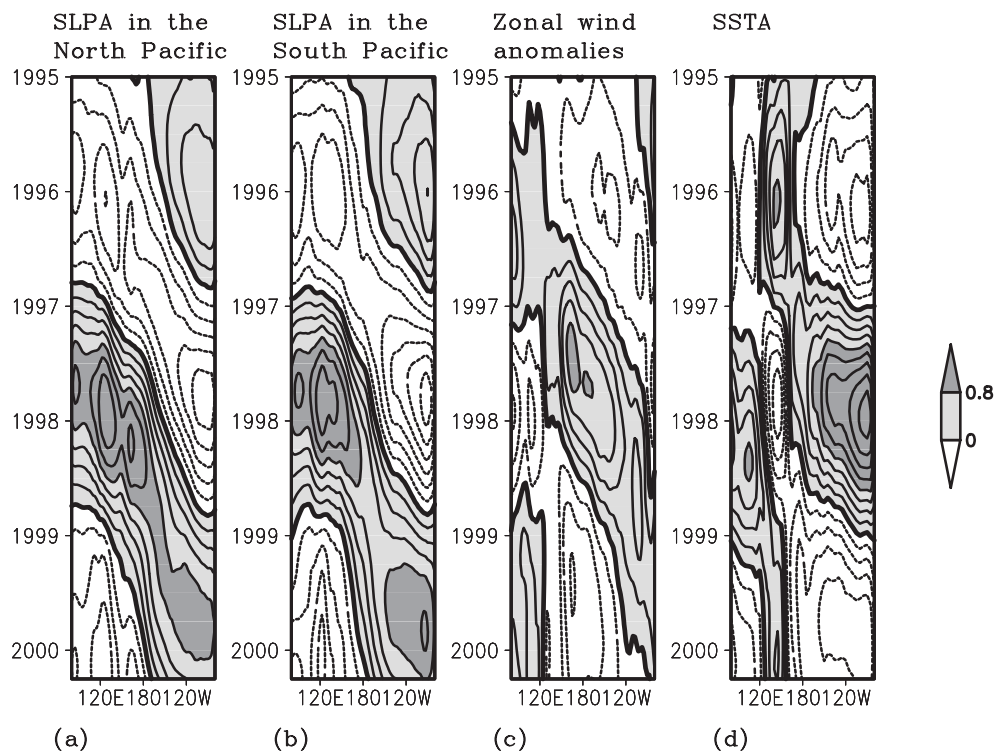 SLPA in the
North Pacific
SLPA in the
South Pacific
Zonal wind
anomalies
SSTA
1995
1996
1997
1998
1999
2000
120E180120W
(a)
1995
1996
1997
1998
1999
2000
120E180120W
(b)
1995
1996
1997
1998
1999
2000
120E180120W
(c)
1995
1996
1997
1998
1999
2000
120E180120W
(d)
0.8
0